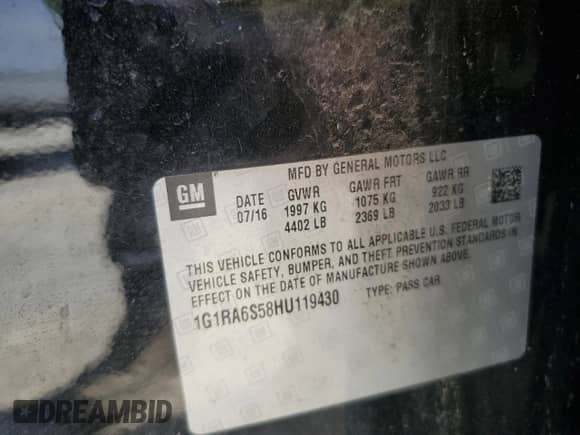 MFD BY GENERAL MOTORS LLC
GM
DATE GVWR GAWR FRT GAWR RR
07/16 1997 KG 1075 KG 922 KG
4402 LB 2369 LB 2033 LB
THIS VEHICLE CONFORMS TO ALL APPLICABLE U.S. FEDERAL MOTOR
VEHICLE SAFETY, BUMPER, AND THEFT PREVENTION STANDARDS IN
EFFECT ON THE DATE OF MANUFACTURE SHOWN ABOVE.
1G1RA6S58HU119430 TYPE: PASS CAR
DREAMBID